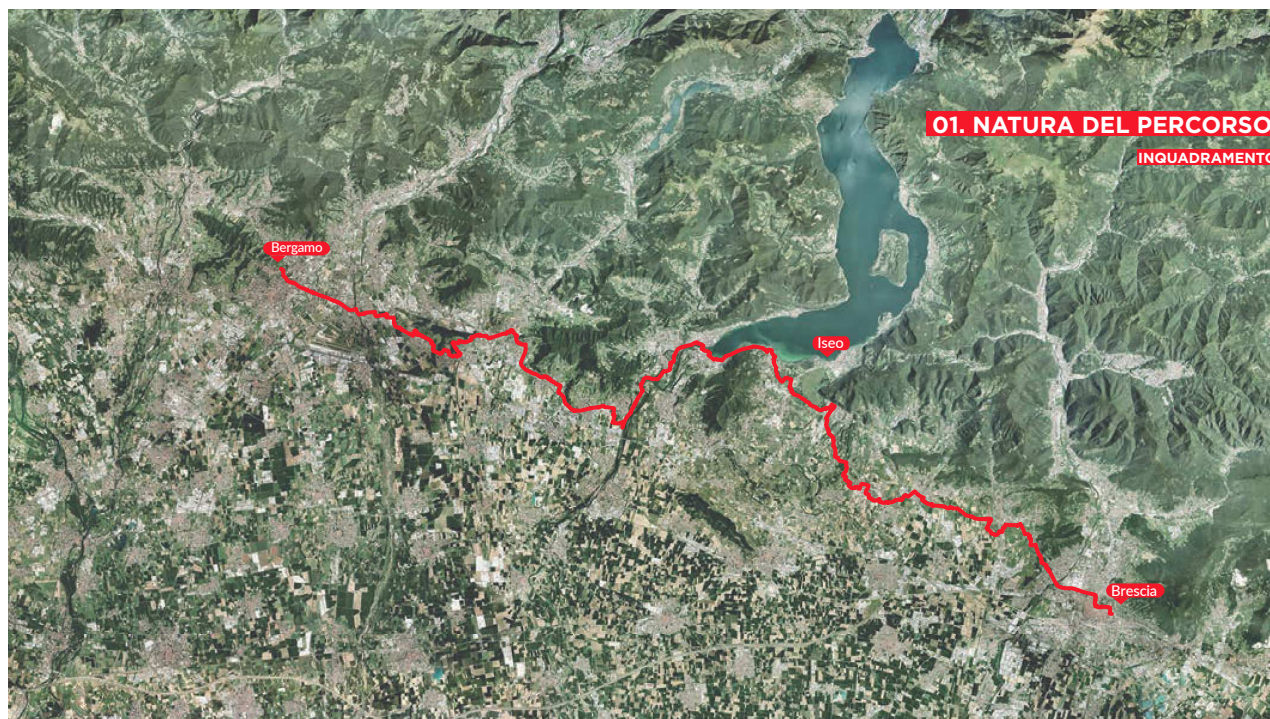 01. NATURA DEL PERCORSO
INQUADRAMENTO
Bergamo
Iseo
Brescia